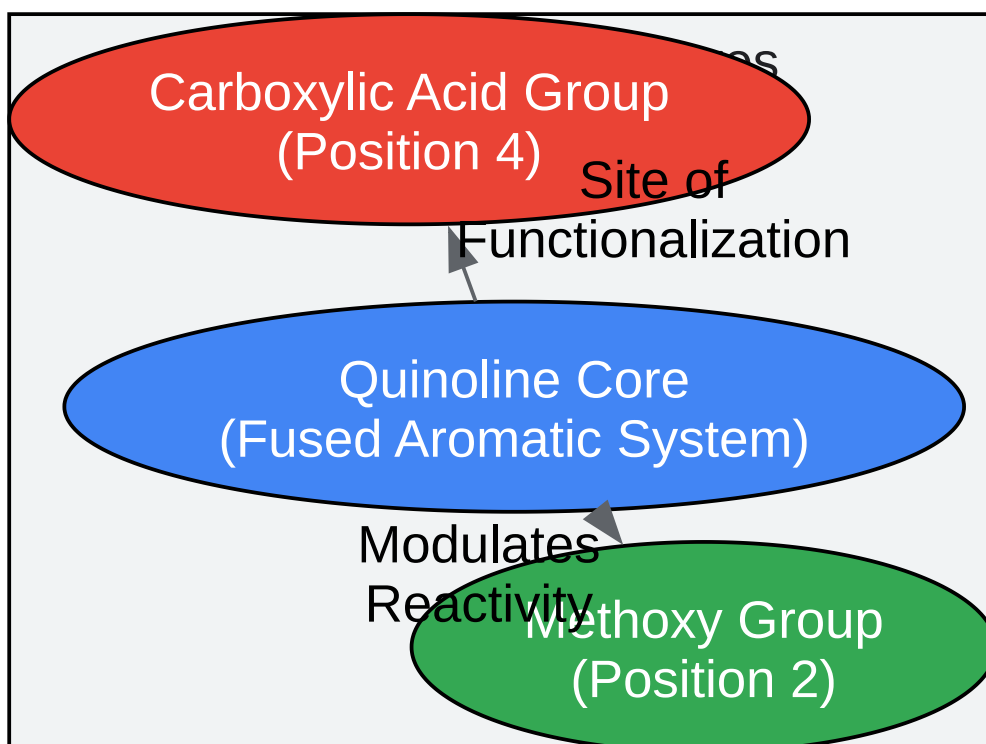 Carboxylic Acid Group
(Position 4)
Site of
Functionalization
Quinoline Core
(Fused Aromatic System)
Modulates
Reactivity
Methoxy Group
(Position 2)